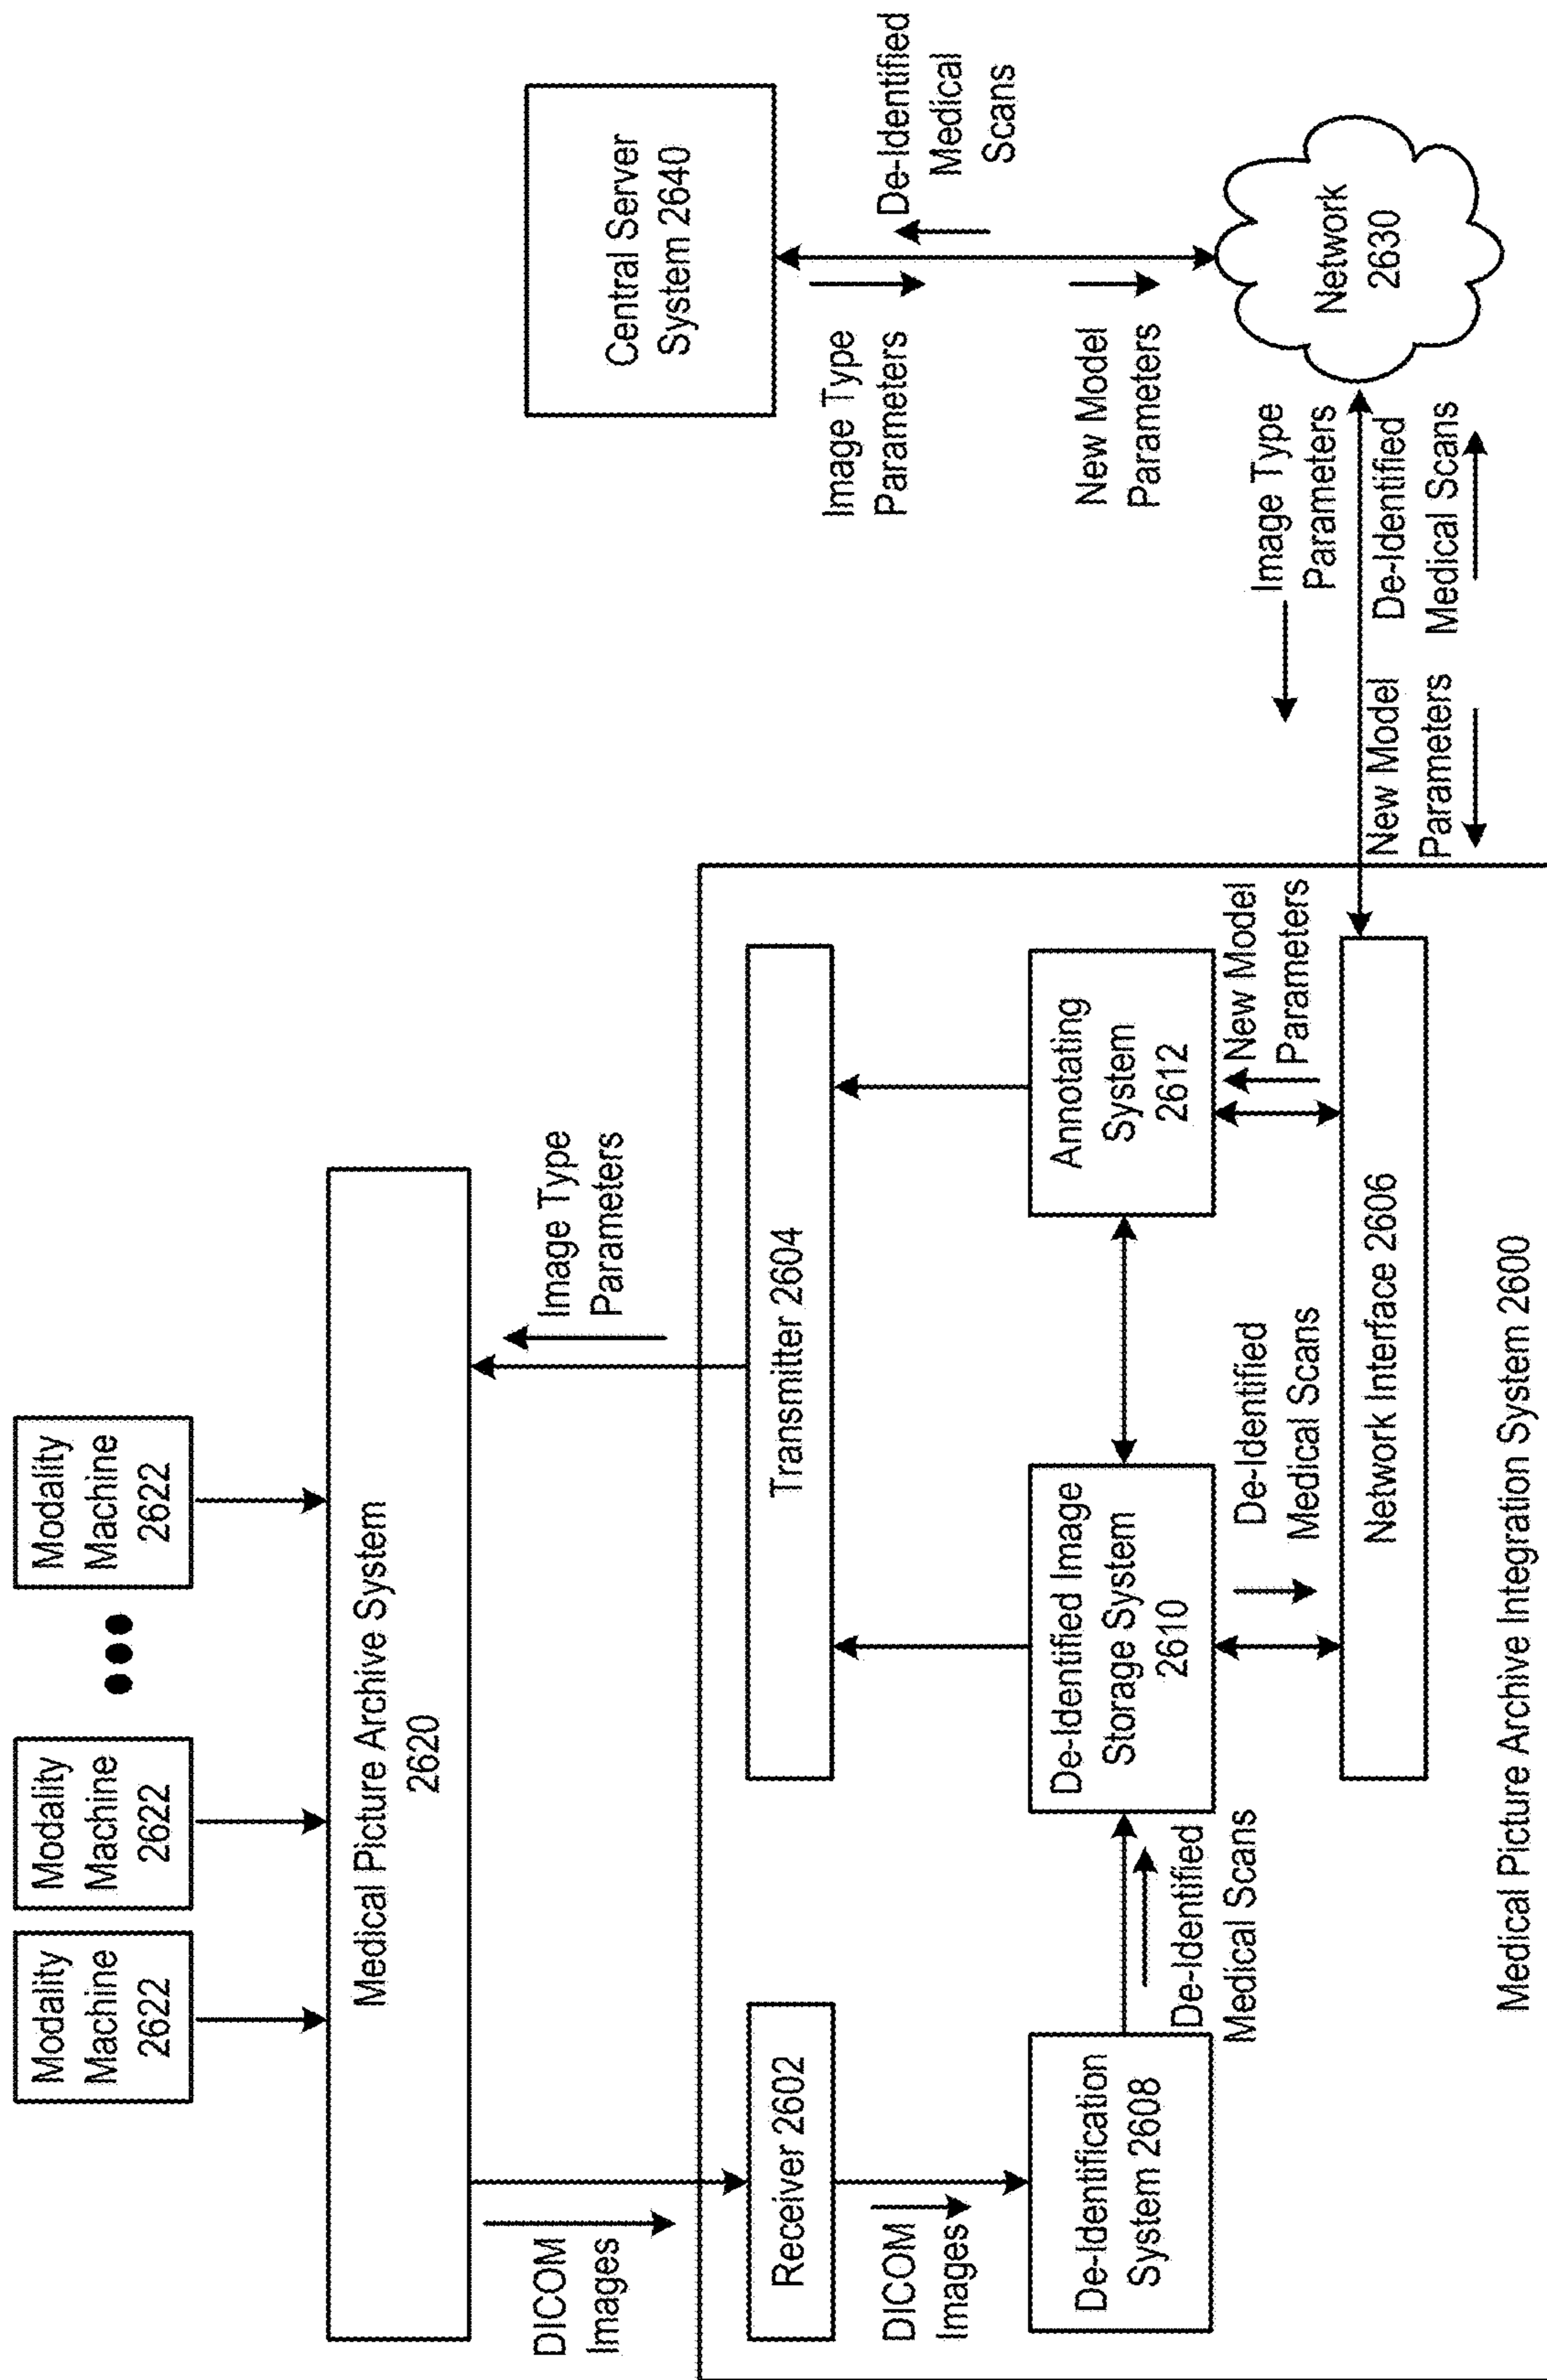 Modality
Machine
2622
Modality
Machine
2622
Modality
Machine
2622
Medical Picture Archive System
2620
DICOM
Images
Image Type
Parameters
Receiver 2602
Transmitter 2604
DICOM
Images
De-Identification
System 2608
De-Identified
Medical Scans
De-Identified Image
Storage System
2610
Annotating
System
2612
De-Identified
Medical Scans
New Model
Parameters
Network Interface 2606
Medical Picture Archive Integration System 2600
Central Server
System 2640
Image Type
Parameters
De-Identified
Medical
Scans
New Model
Parameters
Network
2630
Image Type
Parameters
New Model
Parameters
De-Identified
Medical Scans